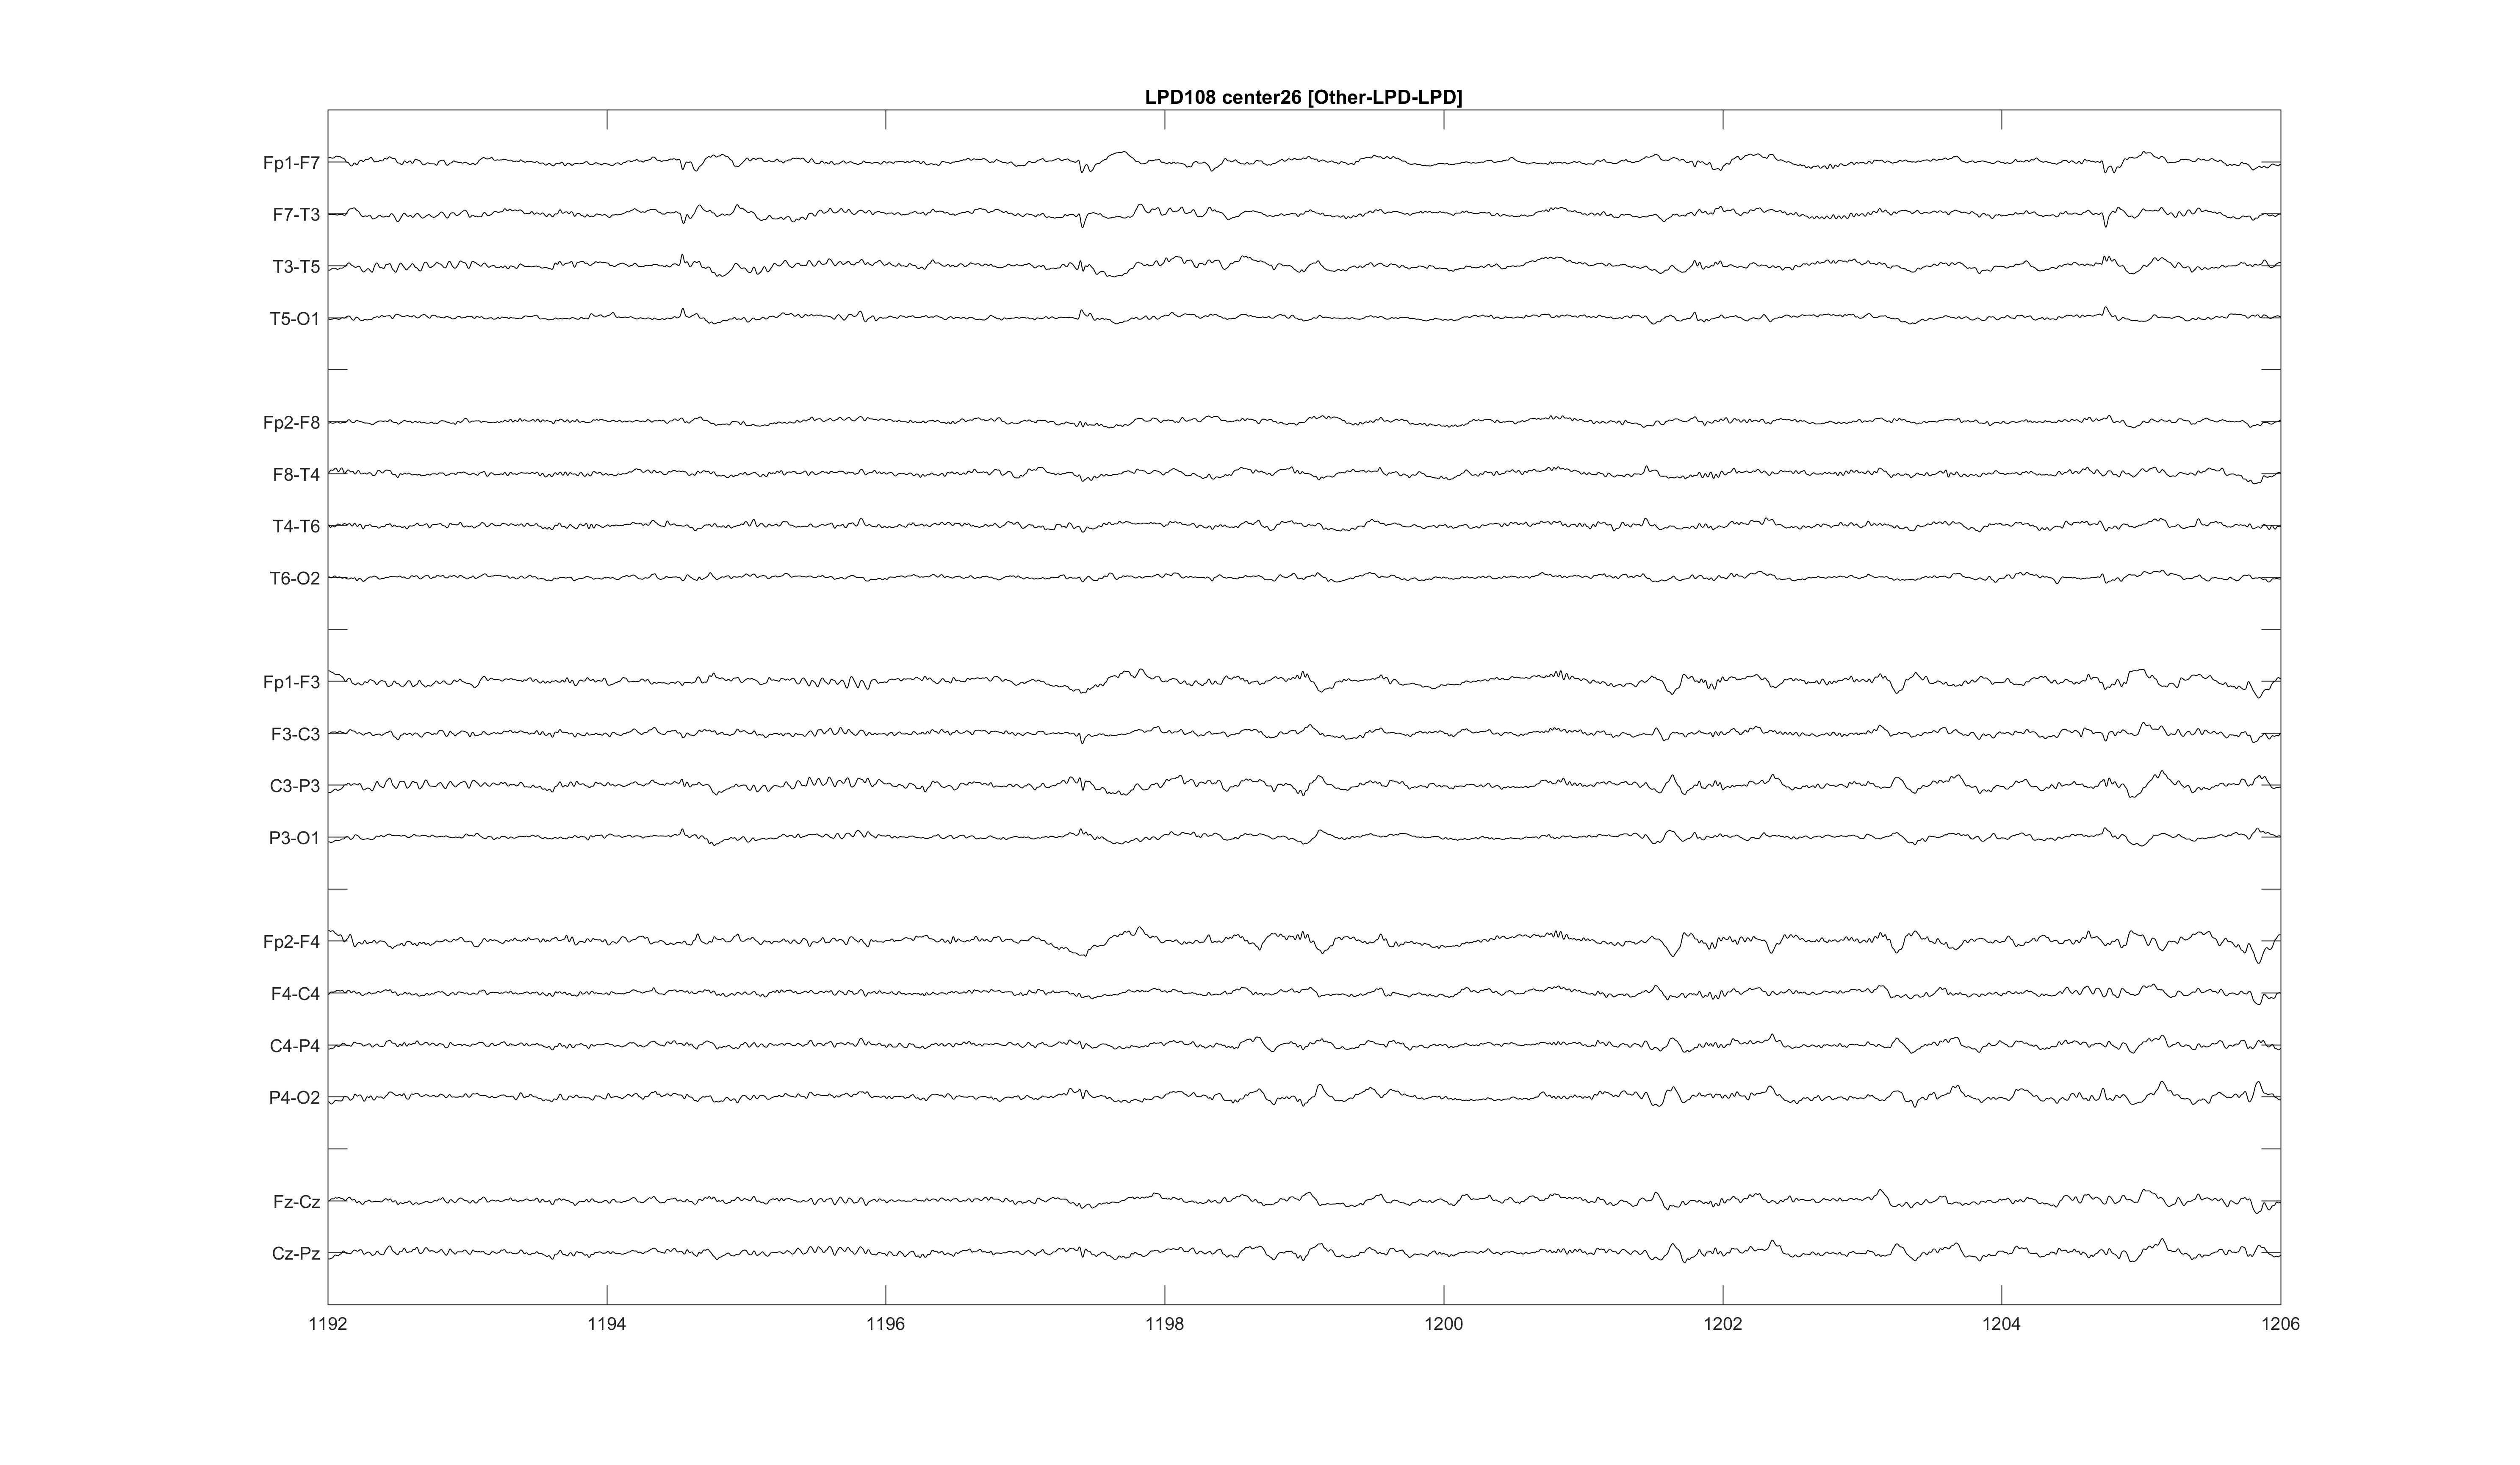 LPD108 center26 [Other-LPD-LPD]
Fp1-F7
F7-T3
T3-T5
T5-O1
Fp2-F8
F8-T4
T4-T6
T6-O2
Fp1-F3
F3-C3
C3-P3
P3-O1
Fp2-F4
F4-C4
C4-P4
P4-O2
Fz-Cz
Cz-Pz
1192 1194 1196 1198 1200 1202 1204 1206